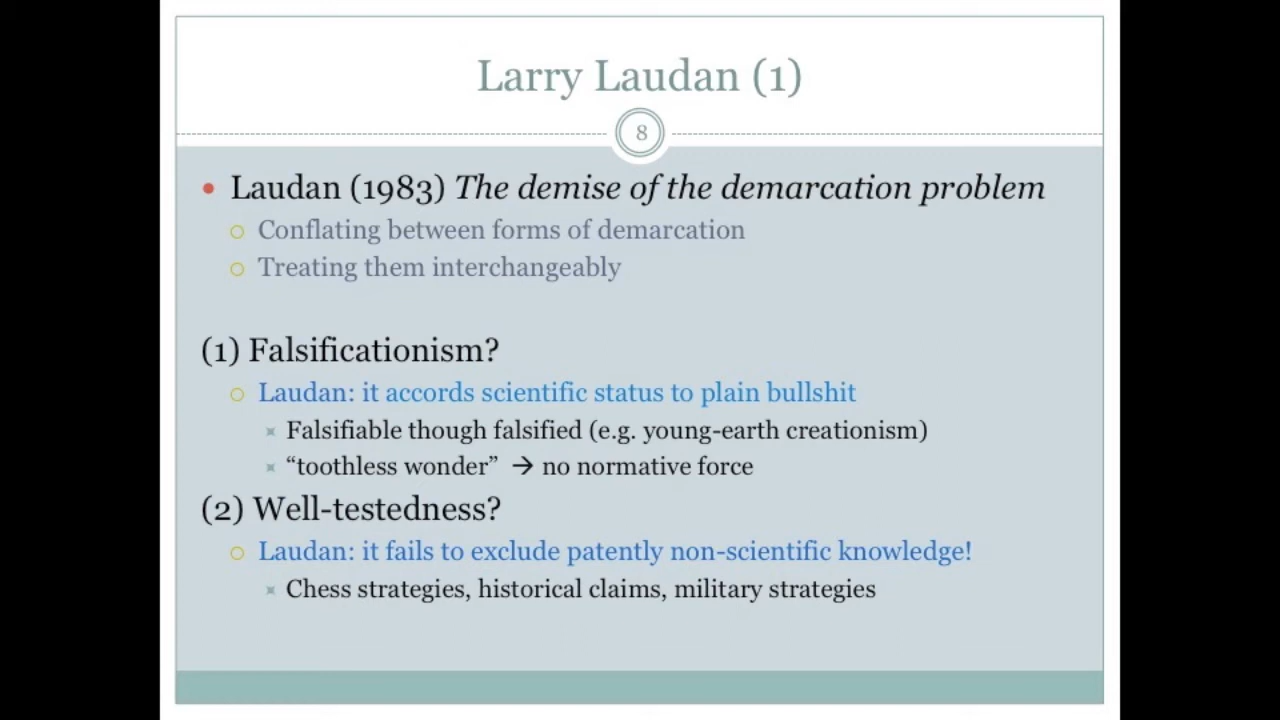 Larry Laudan (1)
8
• Laudan (1983) The demise of the demarcation problem
○ Conflating between forms of demarcation
○ Treating them interchangeably
(1) Falsificationism?
○ Laudan: it accords scientific status to plain bullshit
× Falsifiable though falsified (e.g. young-earth creationism)
× “toothless wonder” → no normative force
(2) Well-testedness?
○ Laudan: it fails to exclude patently non-scientific knowledge!
× Chess strategies, historical claims, military strategies